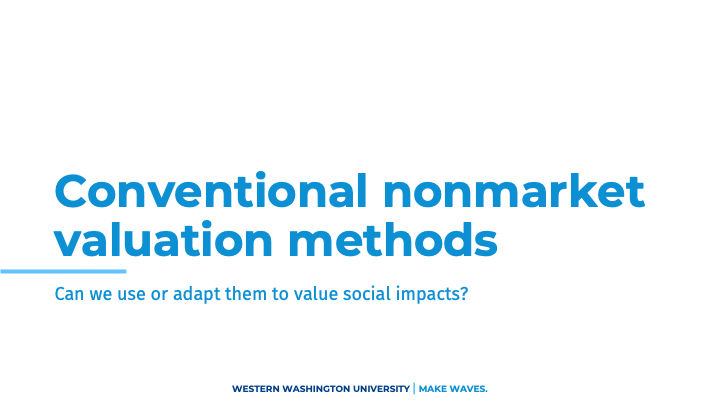 Conventional nonmarket
valuation methods
Can we use or adapt them to value social impacts?
WESTERN WASHINGTON UNIVERSITY | MAKE WAVES.